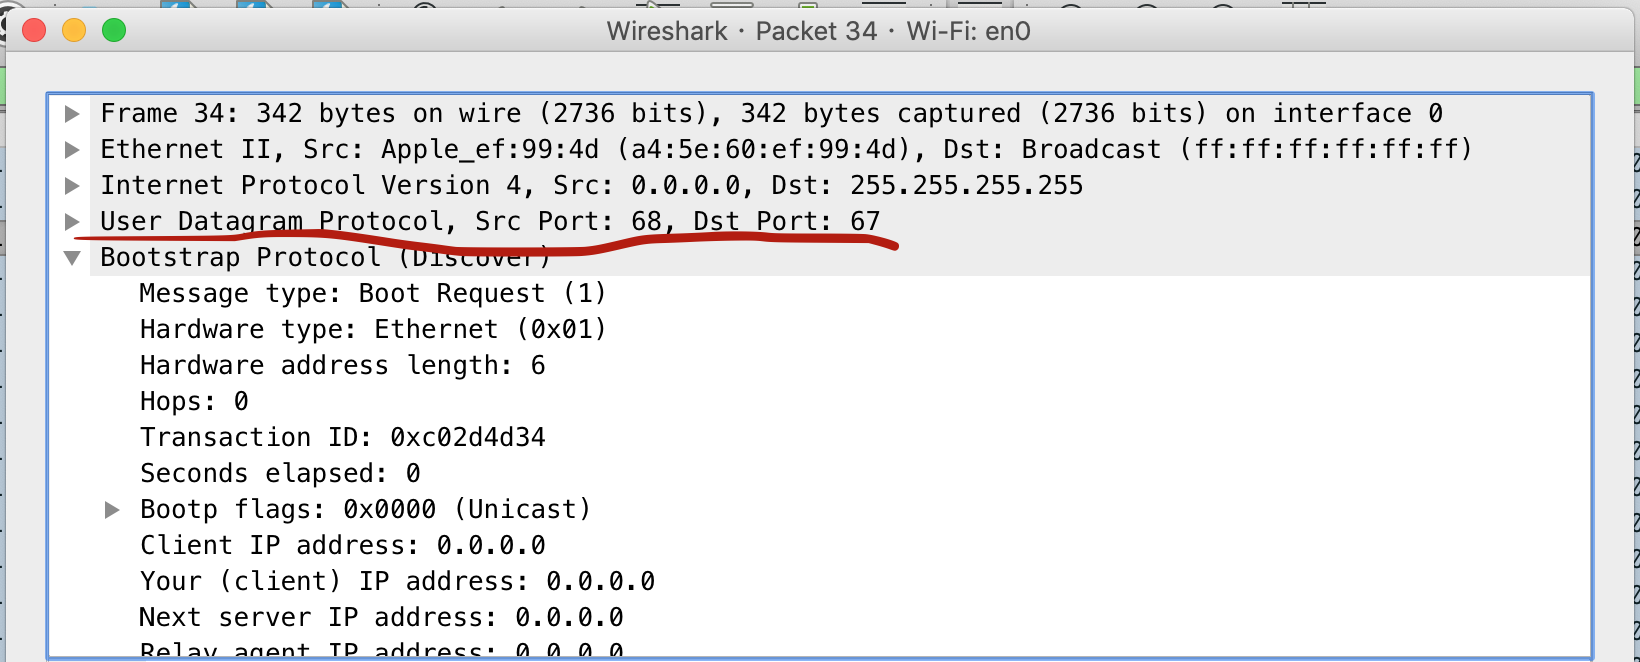 Wireshark · Packet 34 · Wi-Fi: en0
Frame 34: 342 bytes on wire (2736 bits), 342 bytes captured (2736 bits) on interface 0
Ethernet II, Src: Apple_ef:99:4d (a4:5e:60:ef:99:4d), Dst: Broadcast (ff:ff:ff:ff:ff:ff)
Internet Protocol Version 4, Src: 0.0.0.0, Dst: 255.255.255.255
User Datagram Protocol, Src Port: 68, Dst Port: 67
Bootstrap Protocol (Discover)
Message type: Boot Request (1)
Hardware type: Ethernet (0x01)
Hardware address length: 6
Hops: 0
Transaction ID: 0xc02d4d34
Seconds elapsed: 0
Bootp flags: 0x0000 (Unicast)
Client IP address: 0.0.0.0
Your (client) IP address: 0.0.0.0
Next server IP address: 0.0.0.0
Relay agent IP address: 0.0.0.0